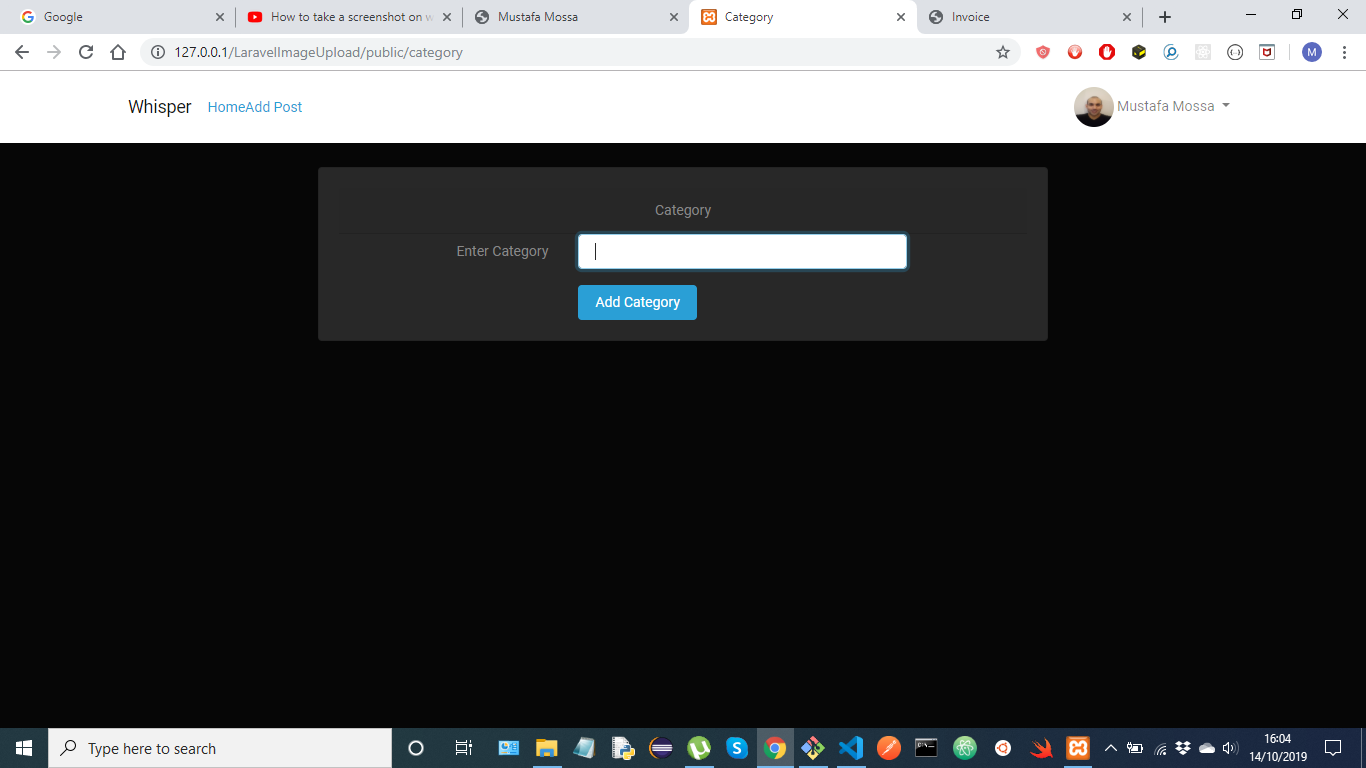 Google
How to take a screenshot on w
Mustafa Mossa
Category
Invoice
127.0.0.1/LaravelImageUpload/public/category
M
Whisper
HomeAdd Post
Mustafa Mossa
Category
Enter Category
Add Category
Type here to search
16:04
14/10/2019